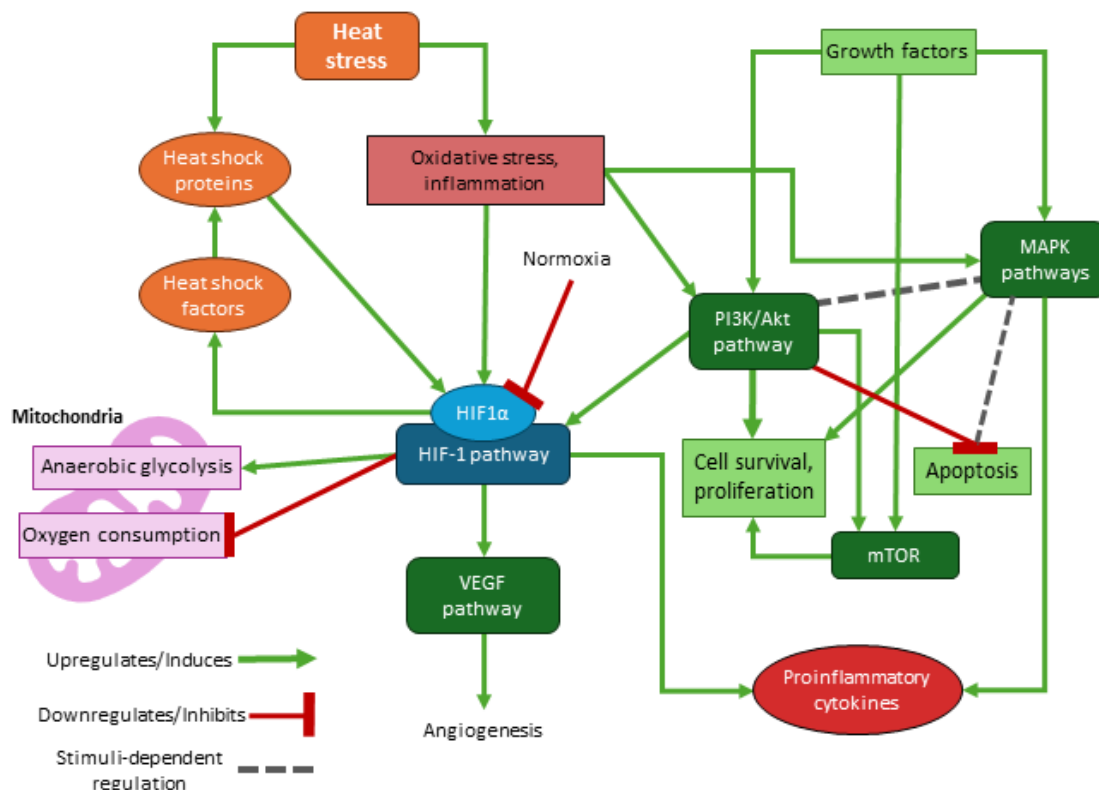 Heat
stress
Growth factors
Heat shock
proteins
Oxidative stress,
inflammation
Normoxia
MAPK
pathways
Heat shock
factors
PI3K/Akt
pathway
HIF1α
HIF-1 pathway
Mitochondria
Anaerobic glycolysis
Oxygen consumption
Cell survival,
proliferation
Apoptosis
mTOR
VEGF
pathway
Angiogenesis
Proinflammatory
cytokines
Upregulates/Induces
Downregulates/Inhibits
Stimuli-dependent
regulation